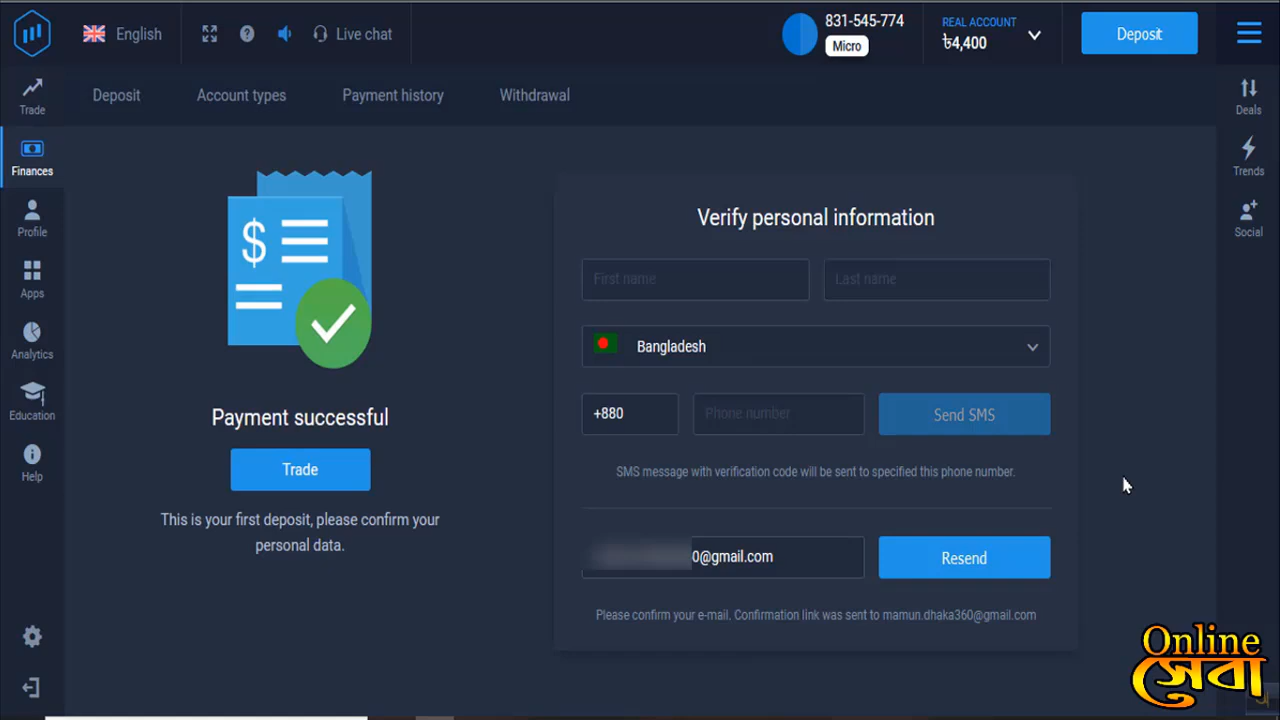 English
Live chat
831-545-774
Micro
REAL ACCOUNT
৳4,400
Deposit
Trade
Finances
Profile
Apps
Analytics
Education
Help
Deposit
Account types
Payment history
Withdrawal
Deals
Trends
Social
$
Payment successful
Trade
This is your first deposit, please confirm your
personal data.
Verify personal information
First name
Last name
Bangladesh
+880
Phone number
Send SMS
SMS message with verification code will be sent to specified this phone number.
0@gmail.com
Resend
Please confirm your e-mail. Confirmation link was sent to mamun.dhaka360@gmail.com
Online
সেবা